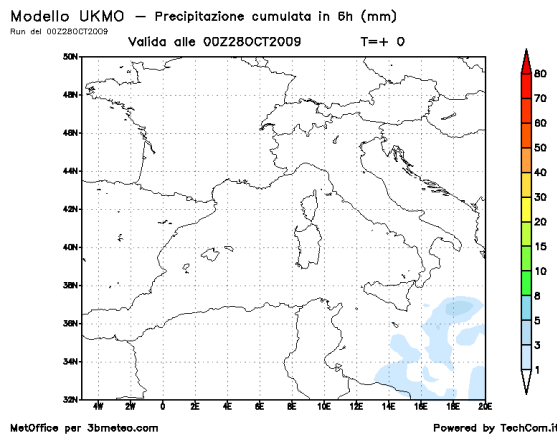 Modello UKMO — Precipitazione cumulata in 6h (mm)
Run del 00Z28OCT2009
Valida alle 00Z28OCT2009 T=+ 0
50N
48N
46N
44N
42N
40N
38N
36N
34N
32N
4W 2W 0 2E 4E 6E 8E 10E 12E 14E 16E 18E 20E
80
70
60
50
40
30
20
15
10
8
5
3
1
MetOffice per 3bmeteo.com Powered by TechCom.it